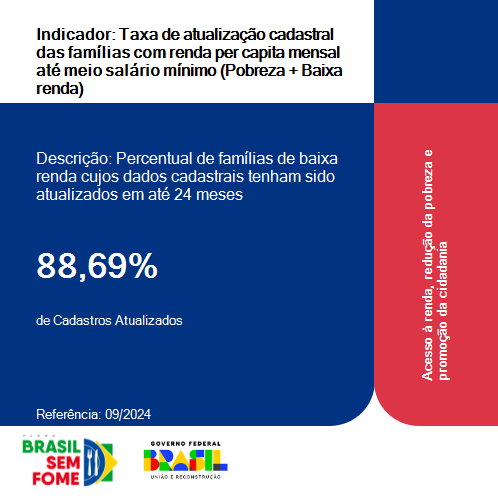 Indicador: Taxa de atualização cadastral
das famílias com renda per capita mensal
até meio salário mínimo (Pobreza + Baixa
renda)
Descrição: Percentual de famílias de baixa
renda cujos dados cadastrais tenham sido
atualizados em até 24 meses
88,69%
de Cadastros Atualizados
Referência: 09/2024
Acesso à renda, redução da pobreza e
promoção da cidadania
PLANO
BRASIL
SEM
FOME
GOVERNO FEDERAL
BRASIL
UNIÃO E RECONSTRUÇÃO